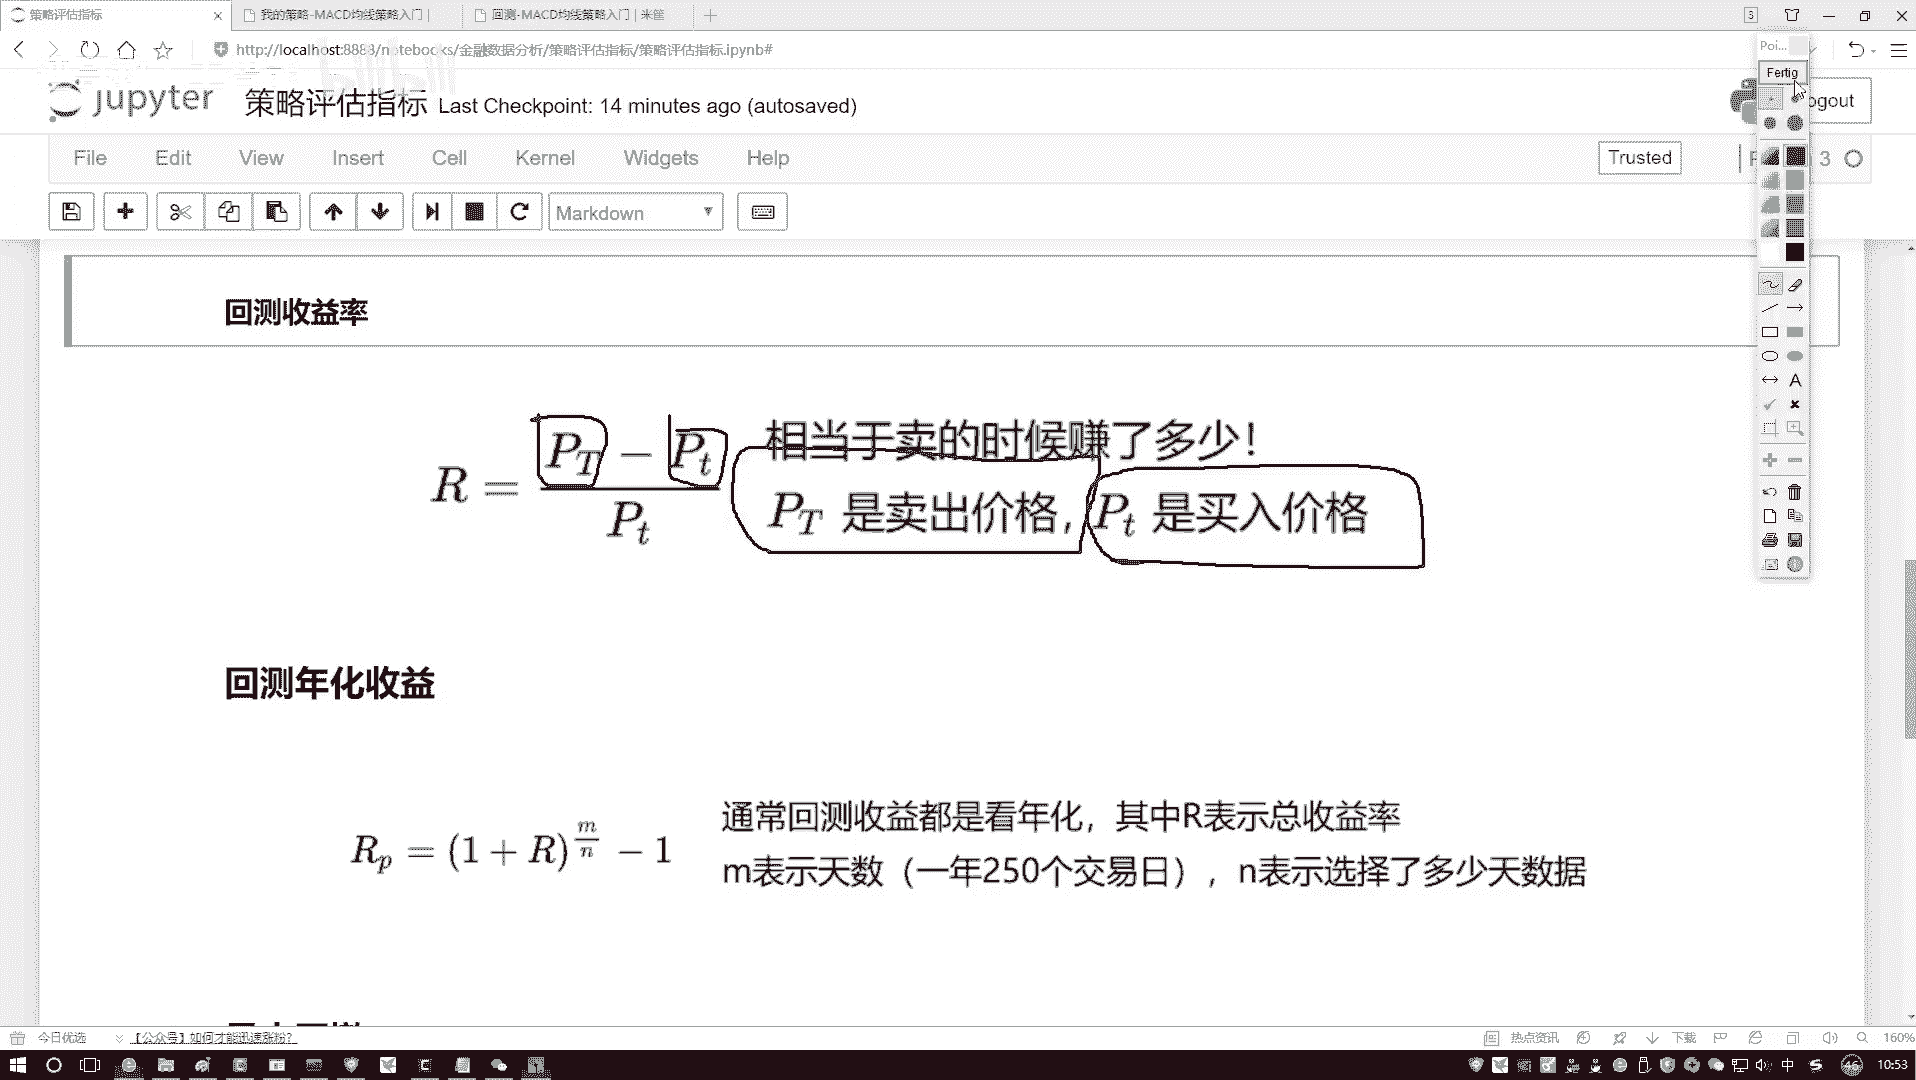 策略评估指标
我的策略-MACD均线策略入门
回测-MACD均线策略入门 | 米筐
3
http://localhost:8888/notebooks/金融数据分析/策略评估指标/策略评估指标.ipynb#
Poi...
Fertig
jupyter 策略评估指标 Last Checkpoint: 14 minutes ago (autosaved)
ogout
File Edit View Insert Cell Kernel Widgets Help
Trusted
3
Markdown
A
回测收益率
R = (P_T − P_t) / P_t
相当于卖的时候赚了多少！
P_T 是卖出价格，P_t 是买入价格
回测年化收益
R_p = (1 + R)^{m/n} − 1
通常回测收益都是看年化，其中R表示总收益率
m表示天数（一年250个交易日），n表示选择了多少天数据
今日优选
【公众号】如何才能迅速涨粉？
热点资讯
下载
160%
中
46
10:53